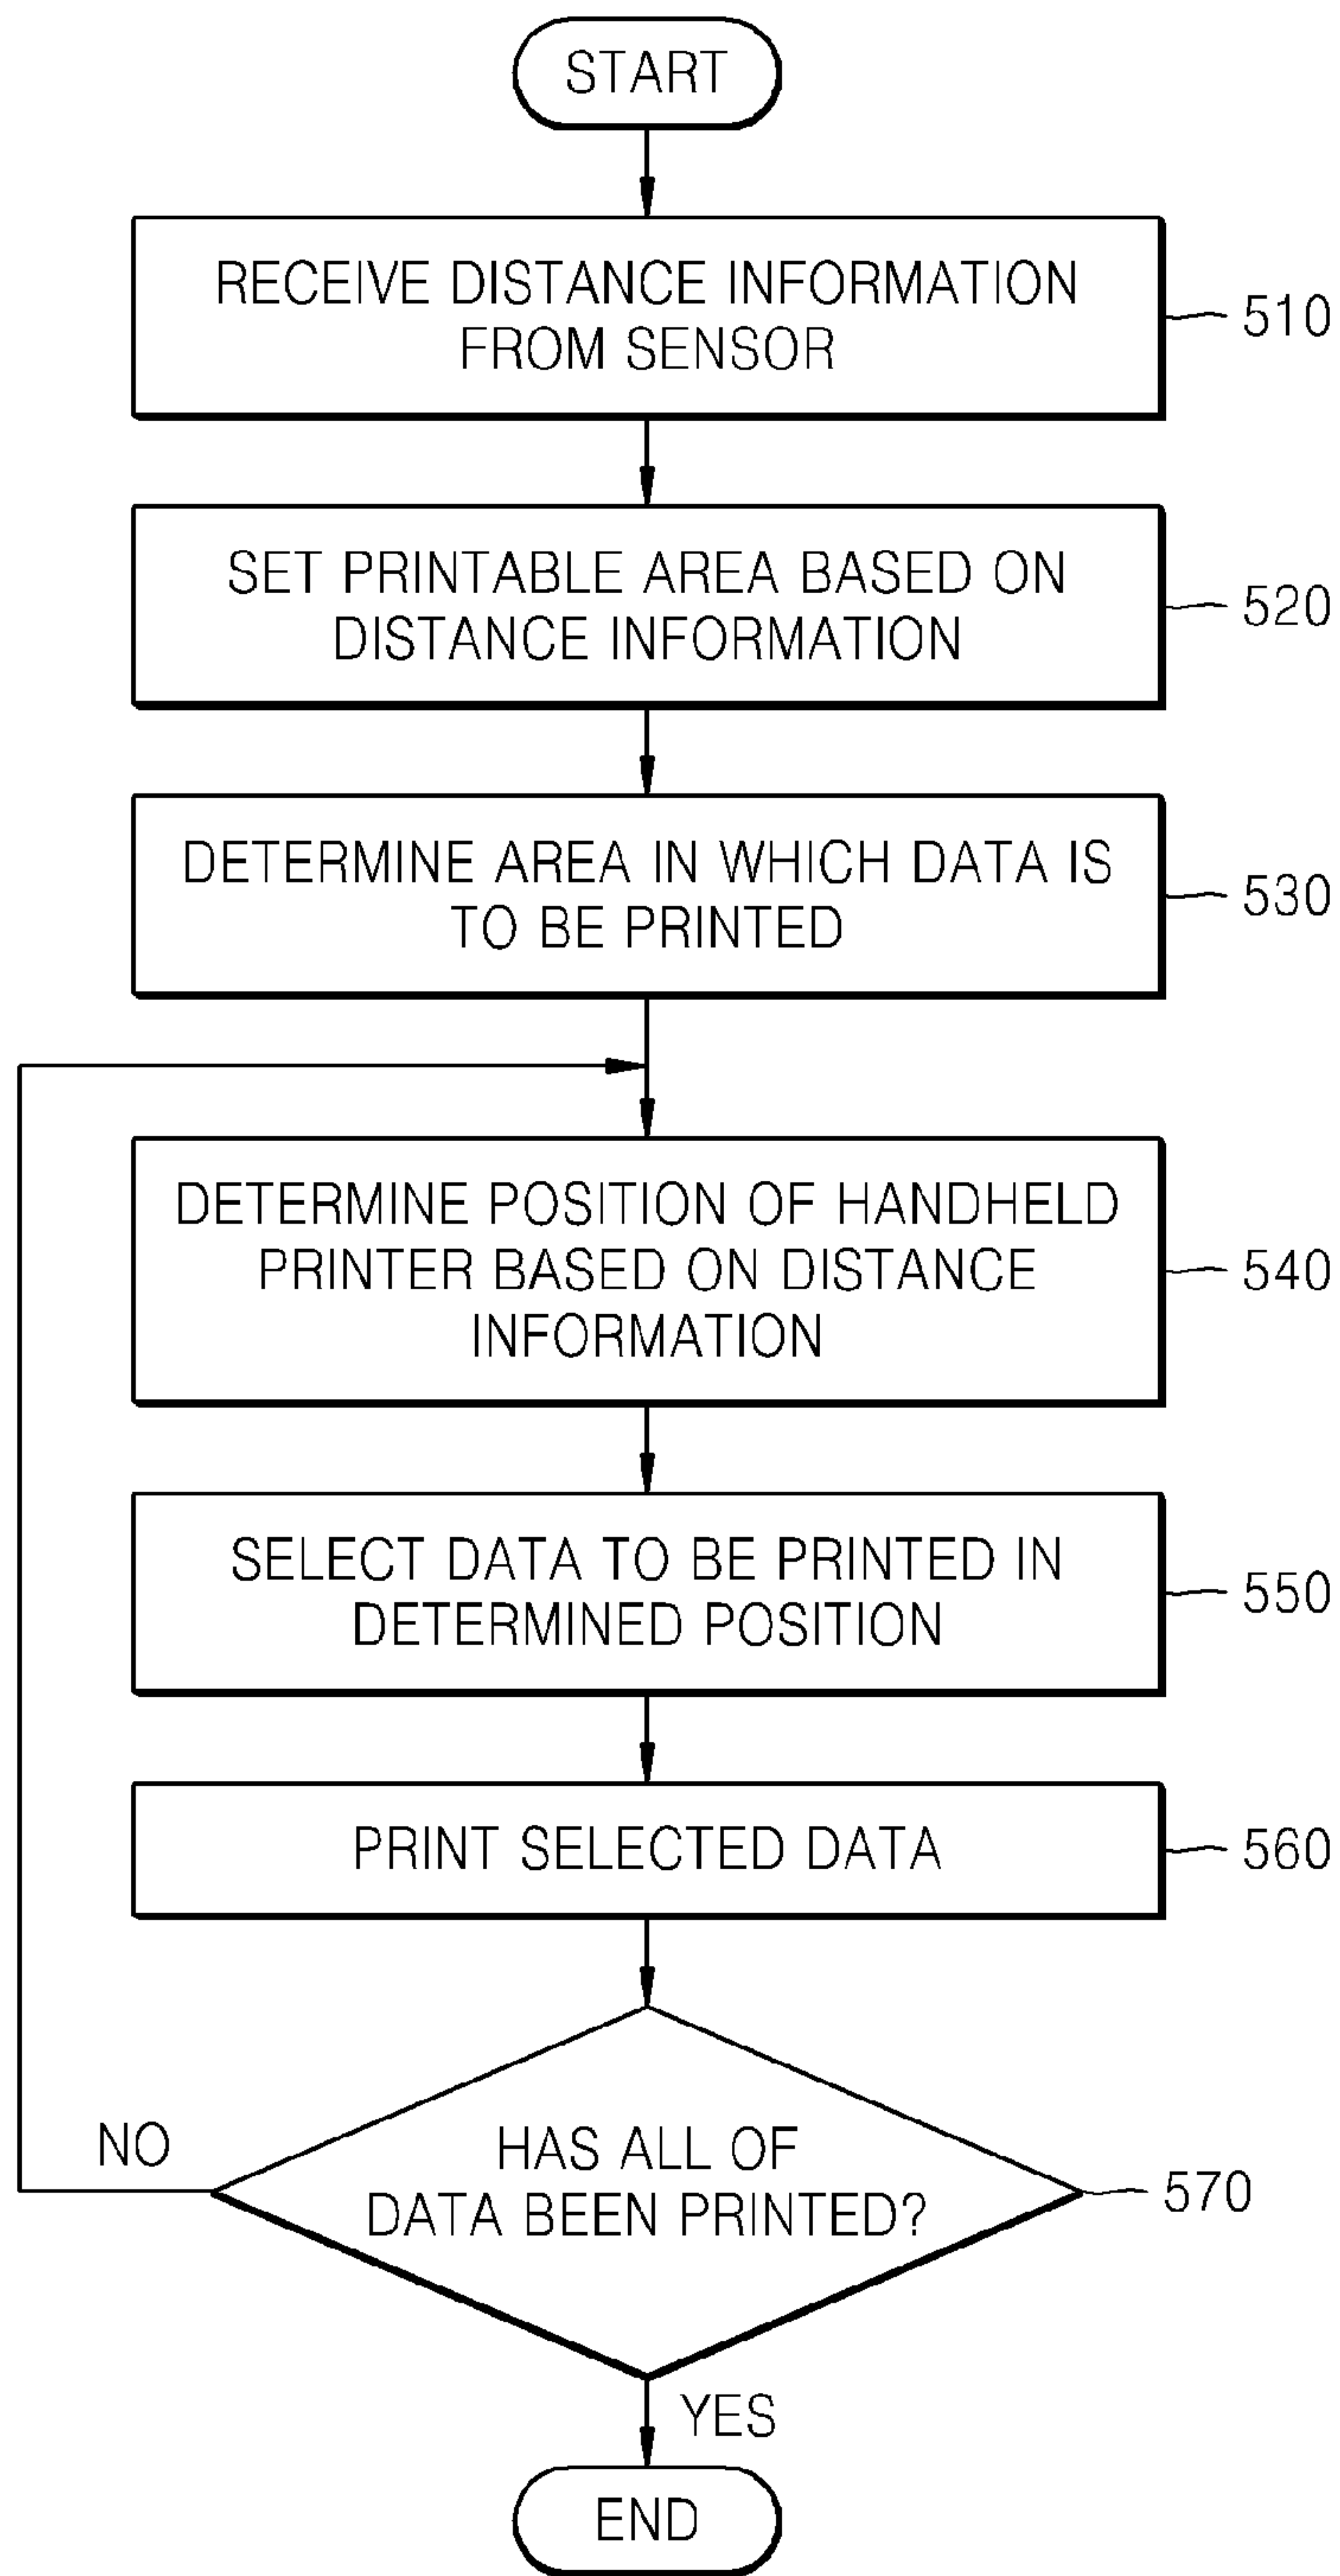 START
RECEIVE DISTANCE INFORMATION
FROM SENSOR
510
SET PRINTABLE AREA BASED ON
DISTANCE INFORMATION
520
DETERMINE AREA IN WHICH DATA IS
TO BE PRINTED
530
DETERMINE POSITION OF HANDHELD
PRINTER BASED ON DISTANCE
INFORMATION
540
SELECT DATA TO BE PRINTED IN
DETERMINED POSITION
550
PRINT SELECTED DATA
560
NO
HAS ALL OF
DATA BEEN PRINTED?
570
YES
END